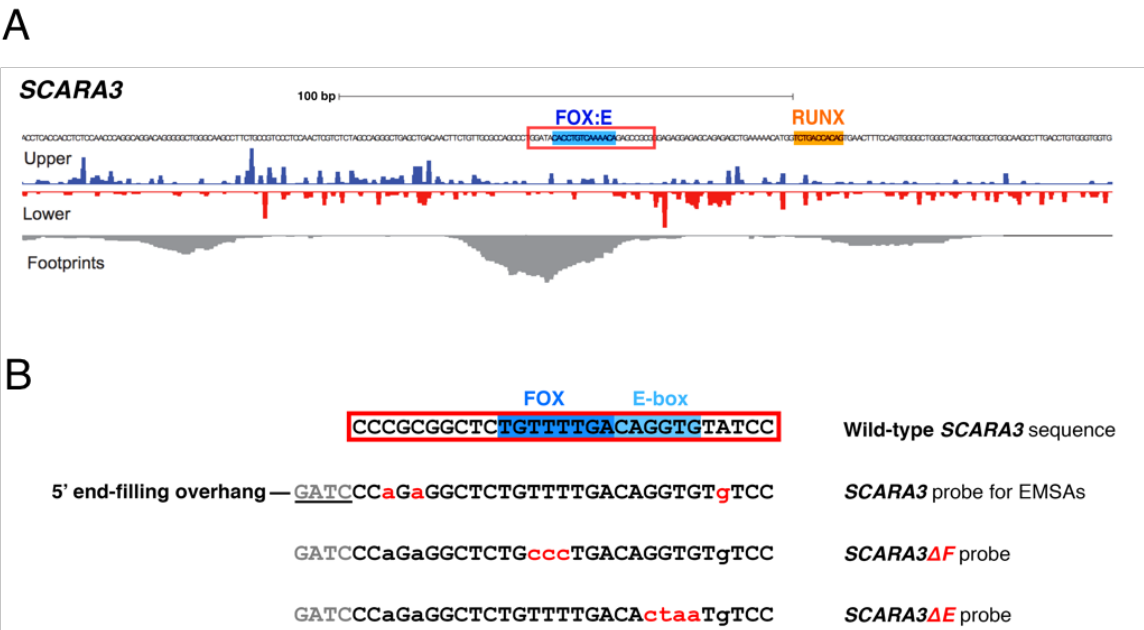 A
SCARA3
100 bp
FOX:E RUNX
Upper
Lower
Footprints
B
FOX E-box
CCCGCGGCTCTGTTTTGACAGGTGTATCC Wild-type SCARA3 sequence
5' end-filling overhang — GATCCCaGaGGCTCTGTTTTGACAGGTGTgTCC SCARA3 probe for EMSAs
GATCCCaGaGGCTCTGcccTGACAGGTGTgTCC SCARA3ΔF probe
GATCCCaGaGGCTCTGTTTTGACActaaTgTCC SCARA3ΔE probe